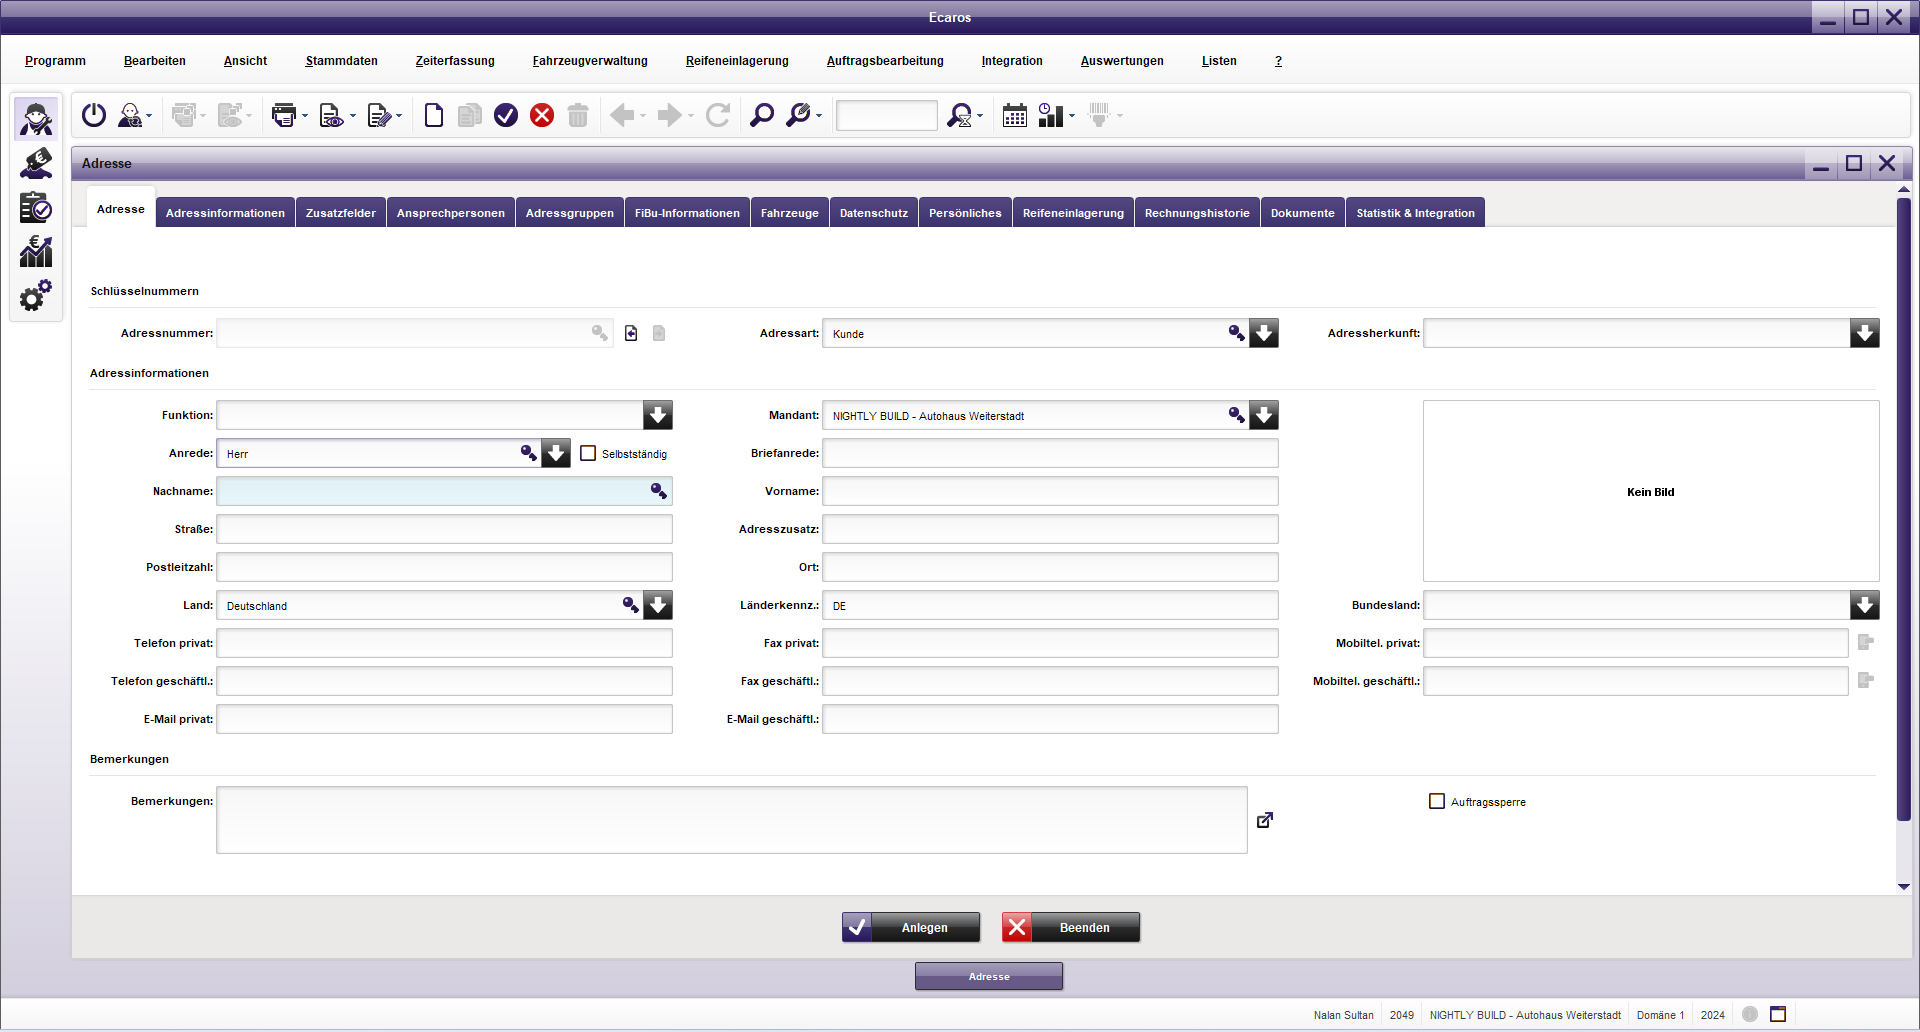 Ecaros
Programm Bearbeiten Ansicht Stammdaten Zeiterfassung Fahrzeugverwaltung Reifeneinlagerung Auftragsbearbeitung Integration Auswertungen Listen ?
Adresse
Adresse Adressinformationen Zusatzfelder Ansprechpersonen Adressgruppen FiBu-Informationen Fahrzeuge Datenschutz Persönliches Reifeneinlagerung Rechnungshistorie Dokumente Statistik & Integration
Schlüsselnummern
Adressnummer: Adressart: Kunde Adressherkunft:
Adressinformationen
Funktion: Mandant: NIGHTLY BUILD - Autohaus Weiterstadt
Anrede: Herr Selbstständig Briefanrede:
Nachname: Vorname: Kein Bild
Straße: Adresszusatz:
Postleitzahl: Ort:
Land: Deutschland Länderkennz.: DE Bundesland:
Telefon privat: Fax privat: Mobiltel. privat:
Telefon geschäftl.: Fax geschäftl.: Mobiltel. geschäftl.:
E-Mail privat: E-Mail geschäftl.:
Bemerkungen
Bemerkungen: Auftragssperre
Anlegen Beenden
Adresse
Nalan Sultan 2049 NIGHTLY BUILD - Autohaus Weiterstadt Domäne 1 2024